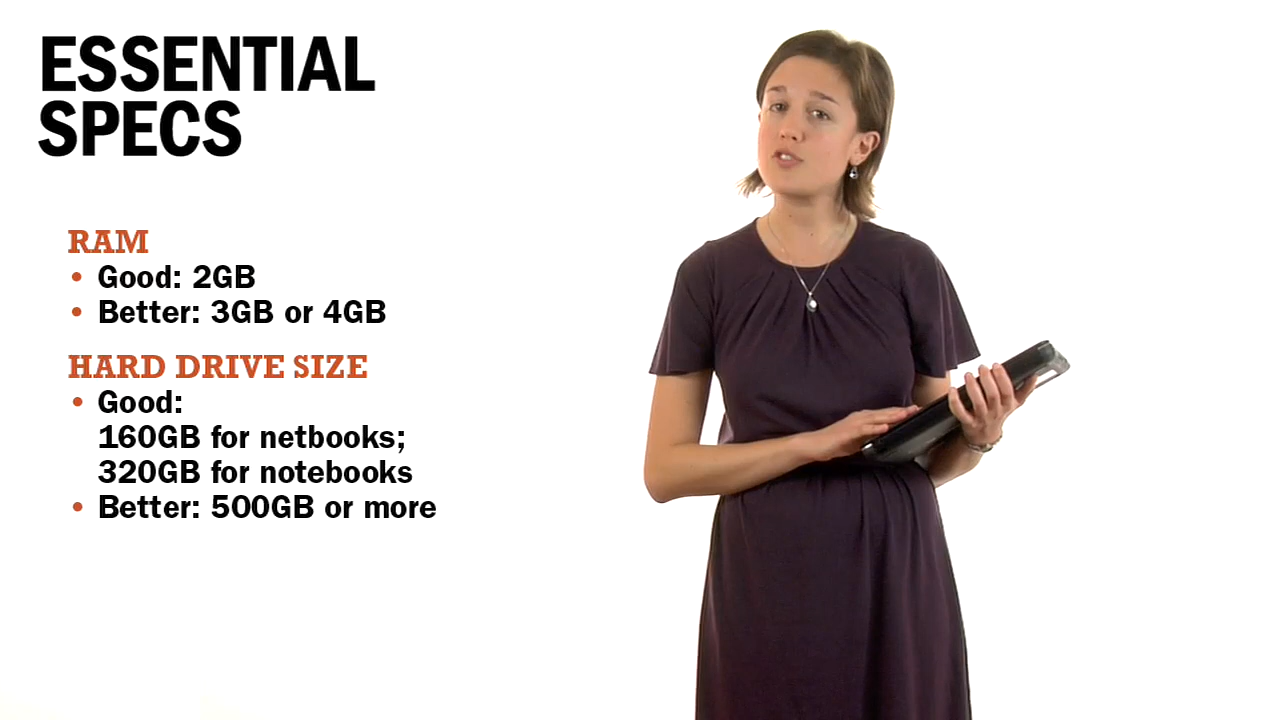 ESSENTIAL
SPECS
RAM
• Good: 2GB
• Better: 3GB or 4GB
HARD DRIVE SIZE
• Good:
160GB for netbooks;
320GB for notebooks
• Better: 500GB or more